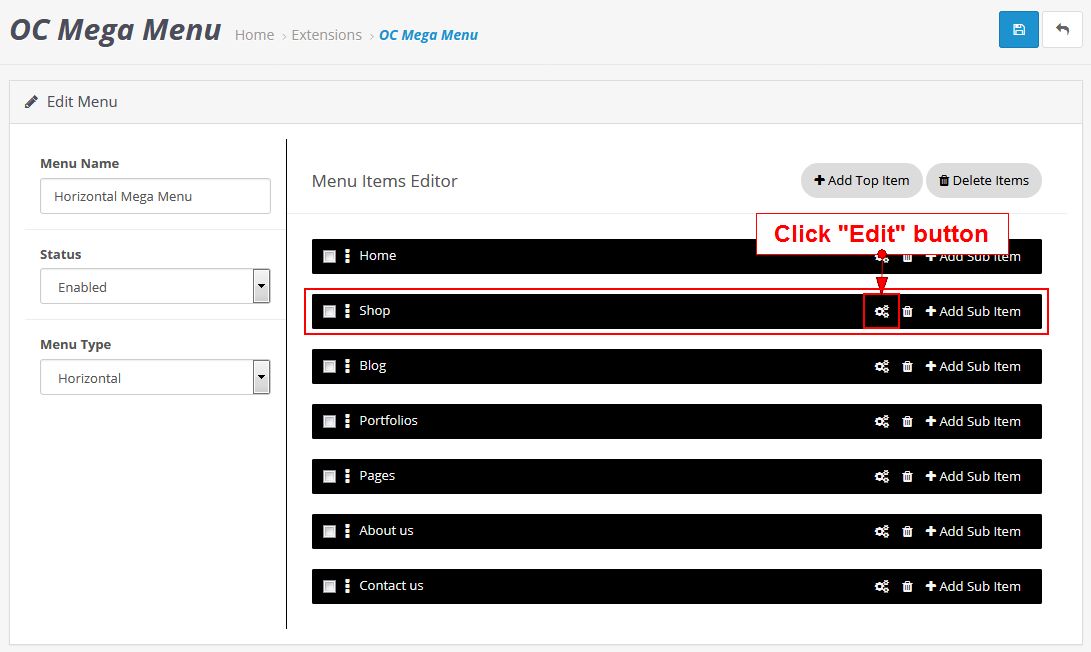 OC Mega Menu Home › Extensions › OC Mega Menu
Edit Menu
Menu Name
Horizontal Mega Menu
Status
Enabled
Menu Type
Horizontal
Menu Items Editor
Add Top Item
Delete Items
Click "Edit" button
Home Add Sub Item
Shop Add Sub Item
Blog Add Sub Item
Portfolios Add Sub Item
Pages Add Sub Item
About us Add Sub Item
Contact us Add Sub Item